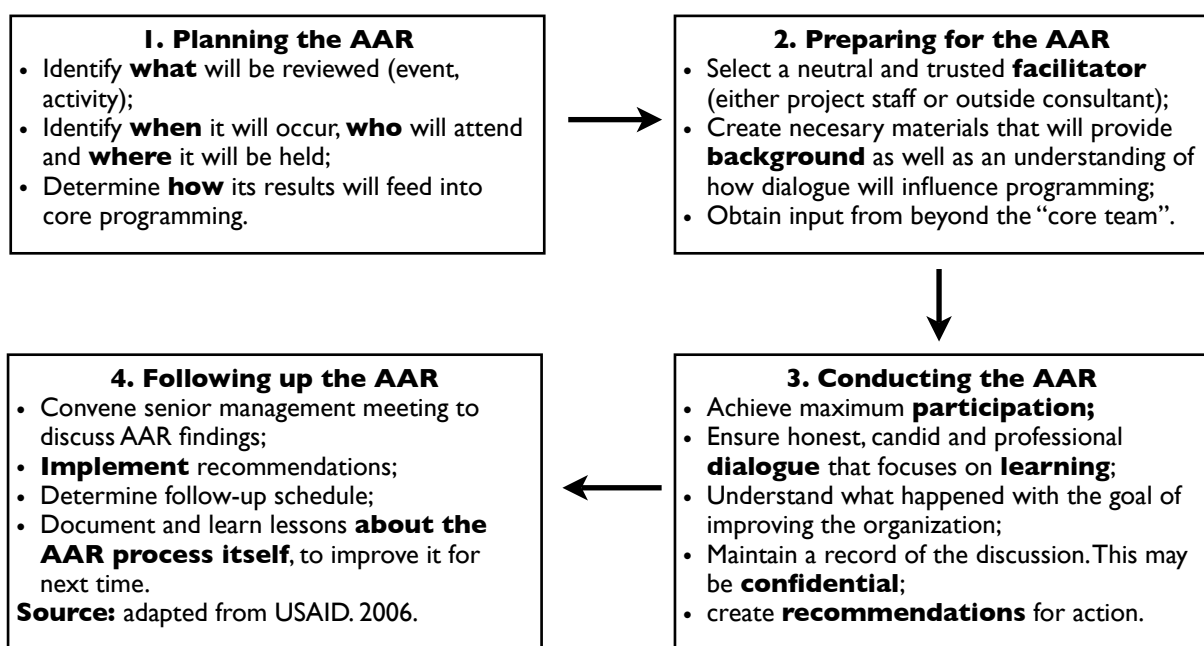 1. Planning the AAR
• Identify what will be reviewed (event,
activity);
• Identify when it will occur, who will attend
and where it will be held;
• Determine how its results will feed into
core programming.
2. Preparing for the AAR
• Select a neutral and trusted facilitator
(either project staff or outside consultant);
• Create necesary materials that will provide
background as well as an understanding of
how dialogue will influence programming;
• Obtain input from beyond the “core team”.
3. Conducting the AAR
• Achieve maximum participation;
• Ensure honest, candid and professional
dialogue that focuses on learning;
• Understand what happened with the goal of
improving the organization;
• Maintain a record of the discussion. This may
be confidential;
• create recommendations for action.
4. Following up the AAR
• Convene senior management meeting to
discuss AAR findings;
• Implement recommendations;
• Determine follow-up schedule;
• Document and learn lessons about the
AAR process itself, to improve it for
next time.
Source: adapted from USAID. 2006.